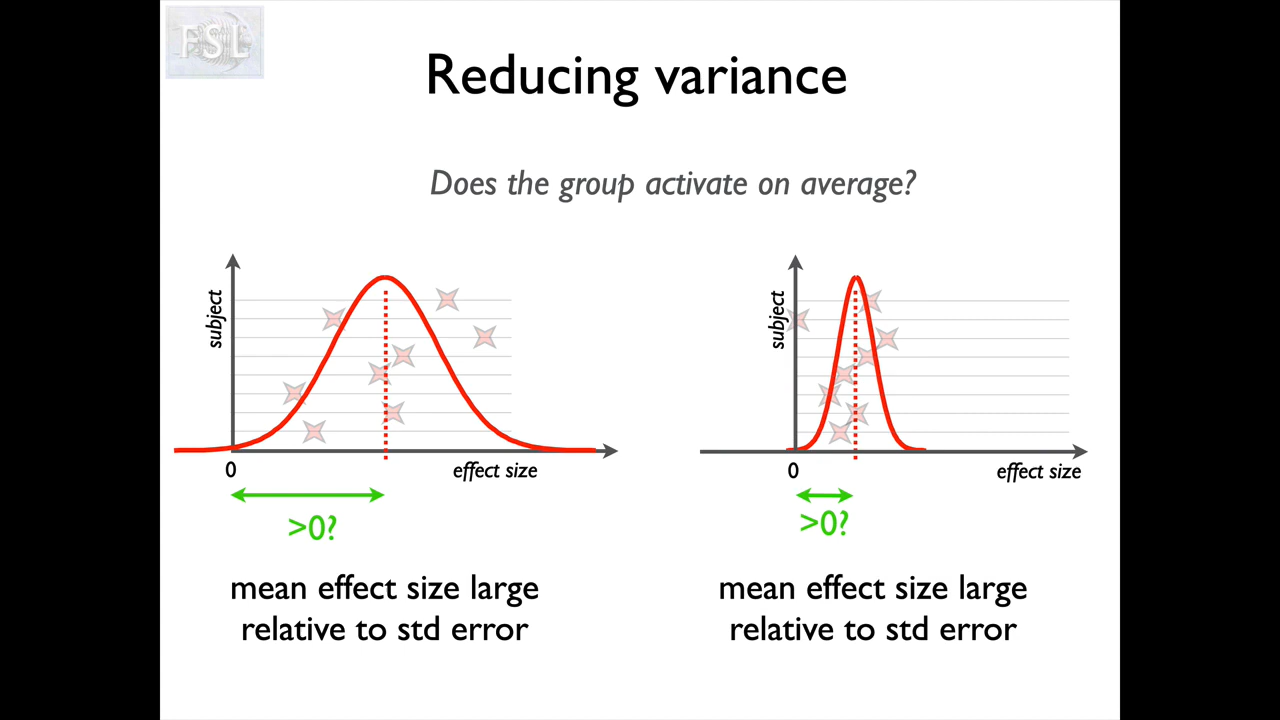 FSL
Reducing variance
Does the group activate on average?
subject
0
effect size
>0?
mean effect size large
relative to std error
subject
0
effect size
>0?
mean effect size large
relative to std error